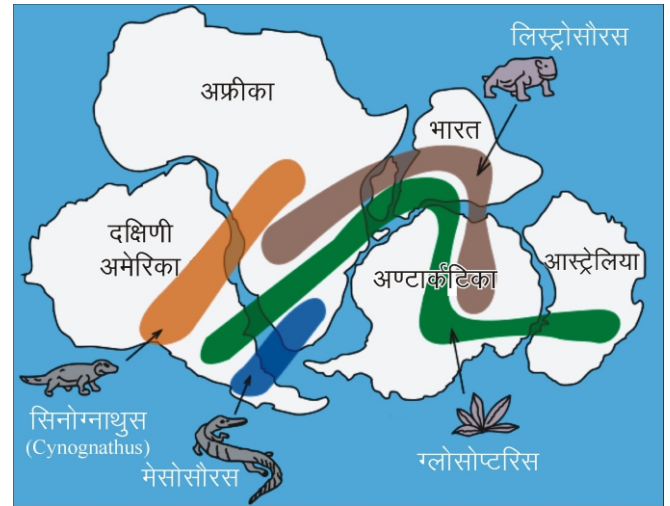 लिस्ट्रोसौरस
अफ्रीका
भारत
दक्षिणी
अमेरिका
अण्टार्कटिका
आस्ट्रेलिया
सिनोग्नाथुस
(Cynognathus)
मेसोसौरस
ग्लोसोप्टरिस